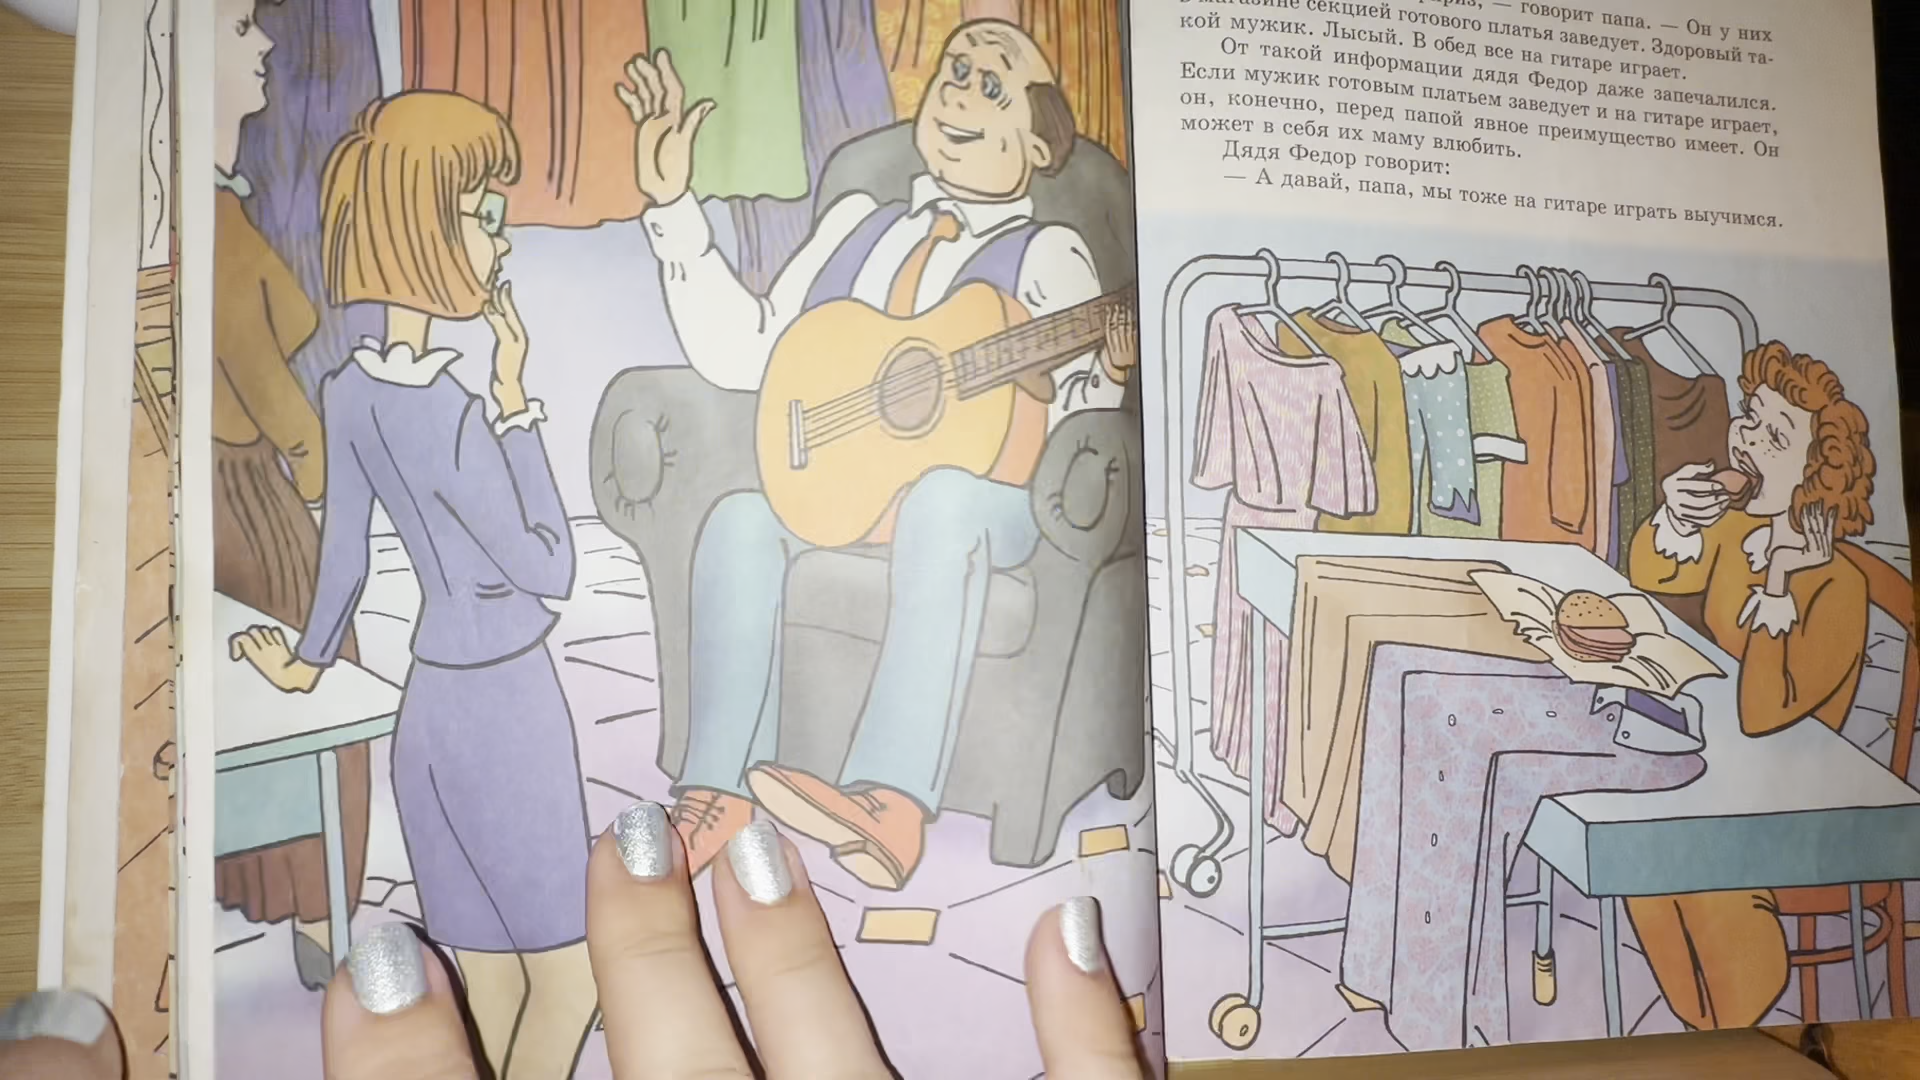 — говорит папа. — Он у них
в магазине секцией готового платья заведует. Здоровый та-
кой мужик. Лысый. В обед все на гитаре играет.
От такой информации дядя Федор даже запечалился.
Если мужик готовым платьем заведует и на гитаре играет,
он, конечно, перед папой явное преимущество имеет. Он
может в себя их маму влюбить.
Дядя Федор говорит:
— А давай, папа, мы тоже на гитаре играть выучимся.